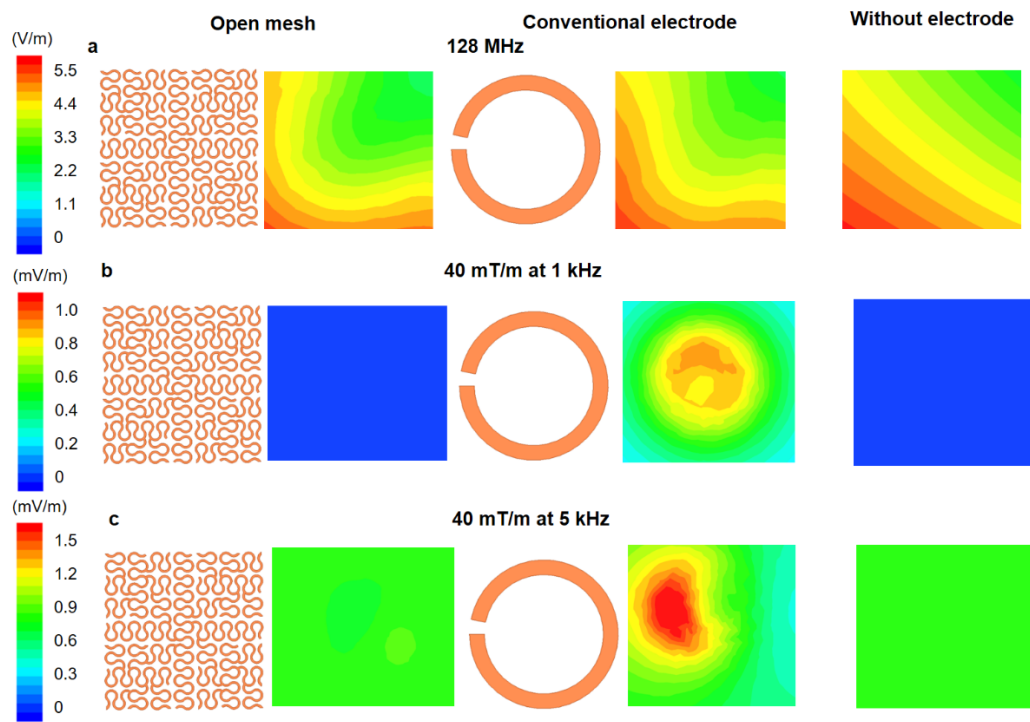 Open mesh
Conventional electrode
Without electrode
(V/m)
a
128 MHz
5.5
4.4
3.3
2.2
1.1
0
(mV/m)
b
40 mT/m at 1 kHz
1.0
0.8
0.6
0.4
0.2
0
(mV/m)
c
40 mT/m at 5 kHz
1.5
1.2
0.9
0.6
0.3
0